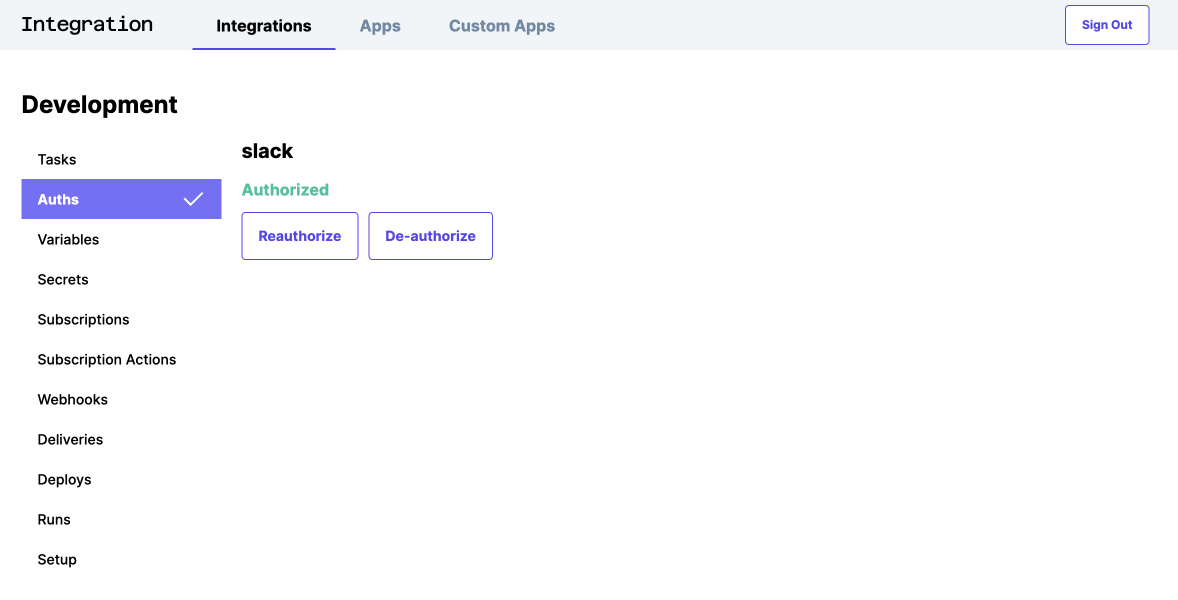 Integration
Integrations
Apps
Custom Apps
Sign Out
Development
Tasks
Auths
Variables
Secrets
Subscriptions
Subscription Actions
Webhooks
Deliveries
Deploys
Runs
Setup
slack
Authorized
Reauthorize
De-authorize